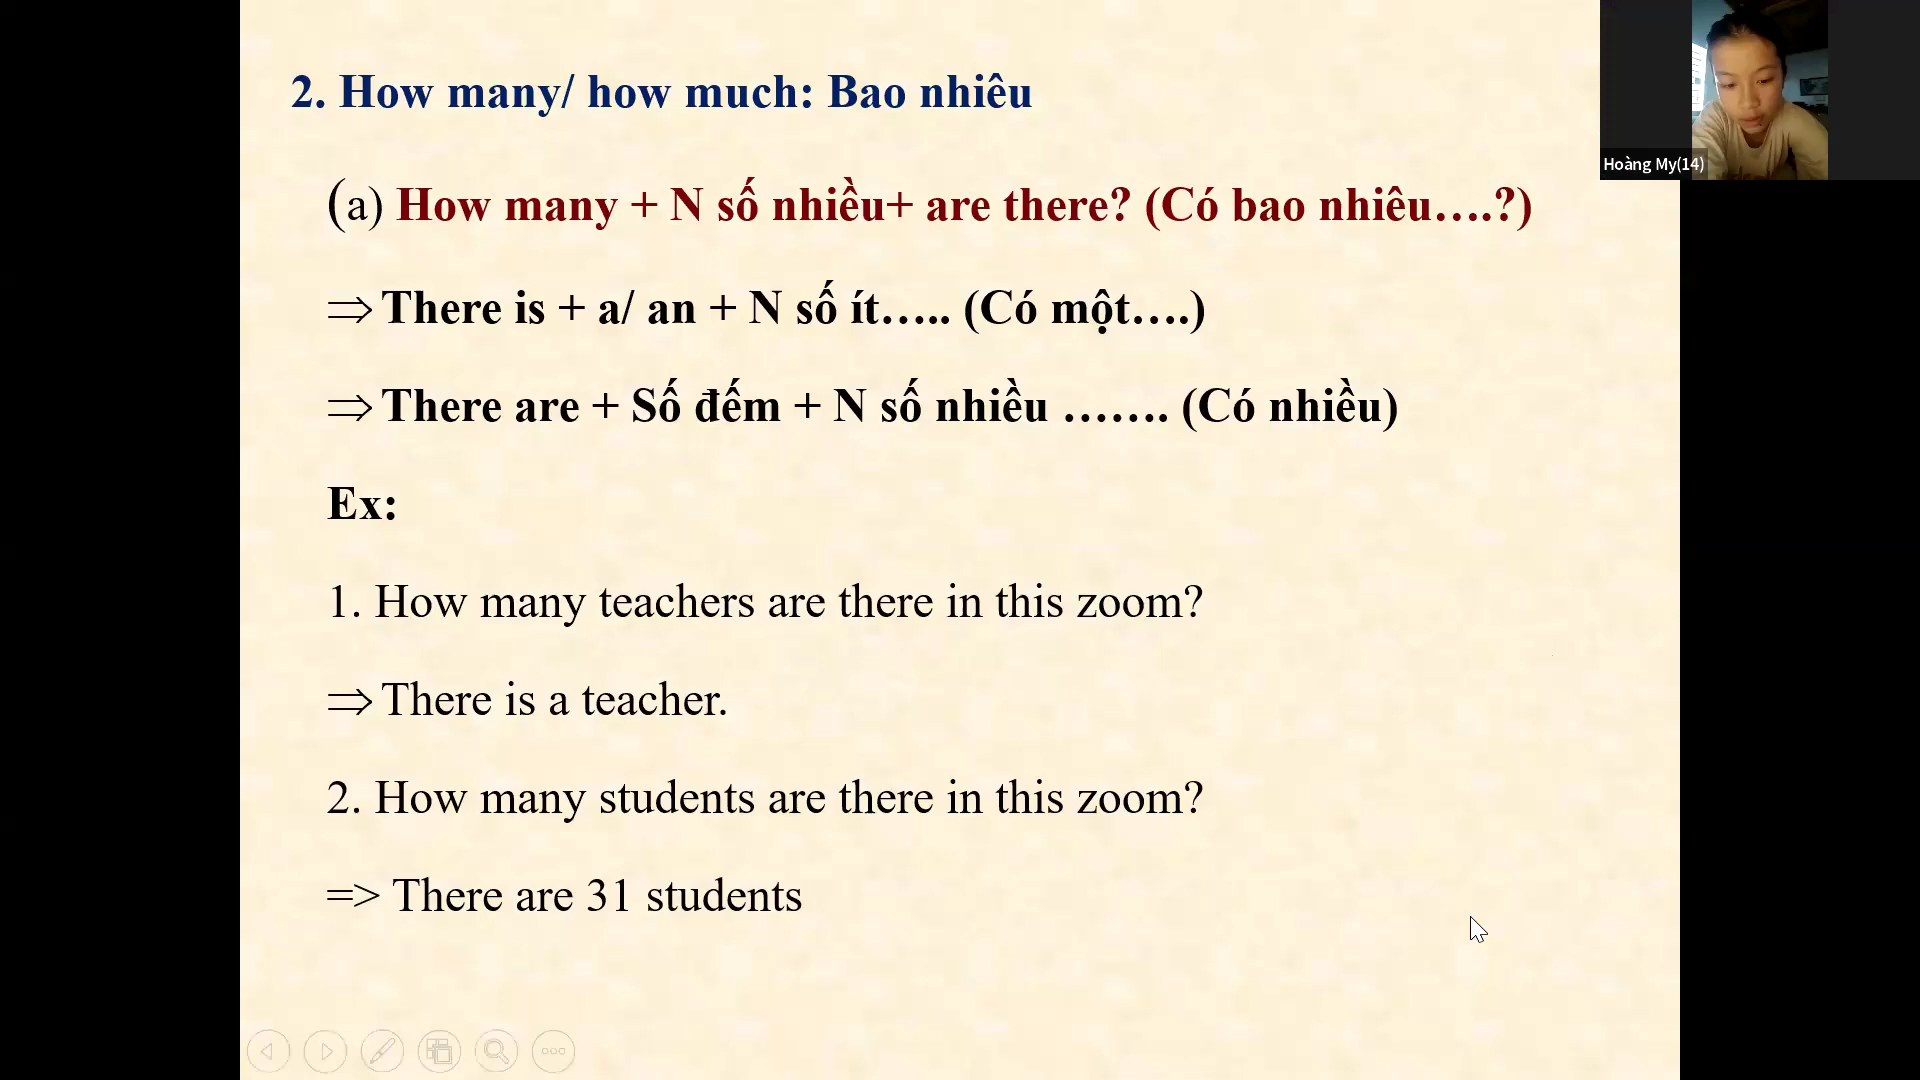 2. How many/ how much: Bao nhiêu
(a) How many + N số nhiều+ are there? (Có bao nhiêu….?)
⇒ There is + a/ an + N số ít….. (Có một….)
⇒ There are + Số đếm + N số nhiều ……. (Có nhiều)
Ex:
1. How many teachers are there in this zoom?
⇒ There is a teacher.
2. How many students are there in this zoom?
=> There are 31 students
Hoàng My(14)